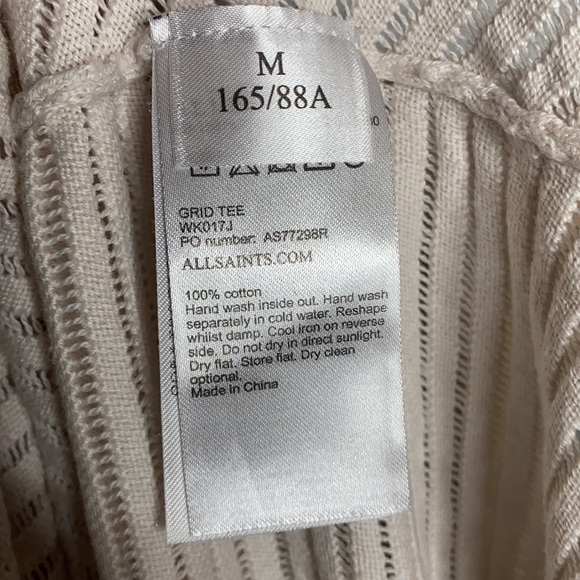 M
165/88A
GRID TEE
WK017J
PO number: AS77298R
ALLSAINTS.COM
100% cotton
Hand wash inside out. Hand wash
separately in cold water. Reshape
whilst damp. Cool iron on reverse
side. Do not dry in direct sunlight.
Dry flat. Store flat. Dry clean
optional.
Made in China